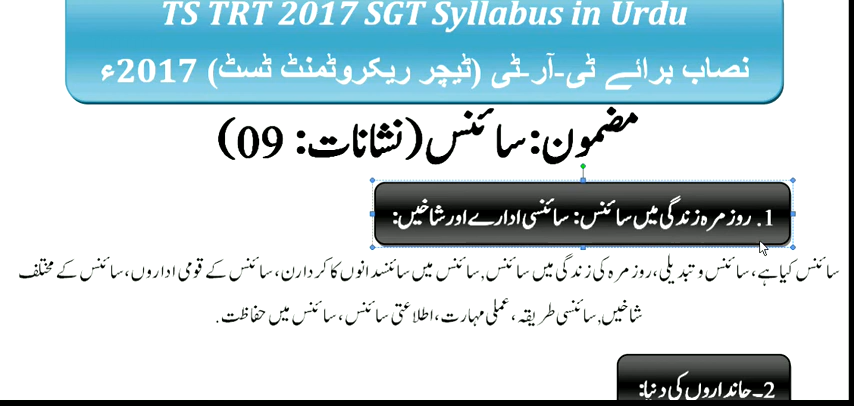 TS TRT 2017 SGT Syllabus in Urdu
نصاب برائے ٹی-آر-ٹی (ٹیچر ریکروٹمنٹ ٹسٹ) 2017ء
مضمون: سائنس (نشانات: 09)
1. روز مرہ زندگی میں سائنس: سائنسی ادارے اور شاخیں:
سائنس کیا ہے، سائنس و تبدیلی، روز مرہ کی زندگی میں سائنس, سائنس میں سائنسدانوں کا کردارن، سائنس کے قومی اداروں، سائنس کے مختلف
شاخیں, سائنسی طریقہ، عملی مہارت، اطلاعتی سائنس، سائنس میں حفاظت.
2۔ جانداروں کی دنیا: